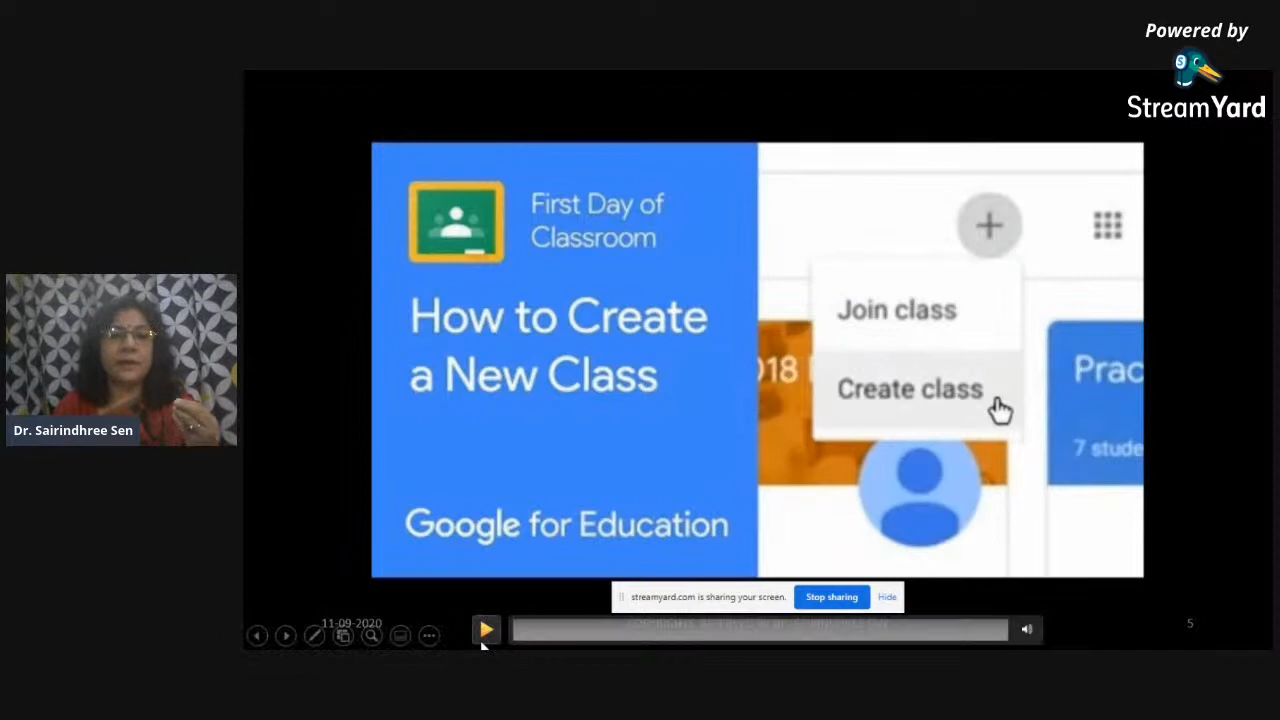 Powered by
StreamYard
First Day of
Classroom
How to Create
a New Class
Google for Education
Join class
Create class
018
Prac
7 stude
Dr. Sairindhree Sen
streamyard.com is sharing your screen.
Stop sharing
Hide
11-09-2020
5